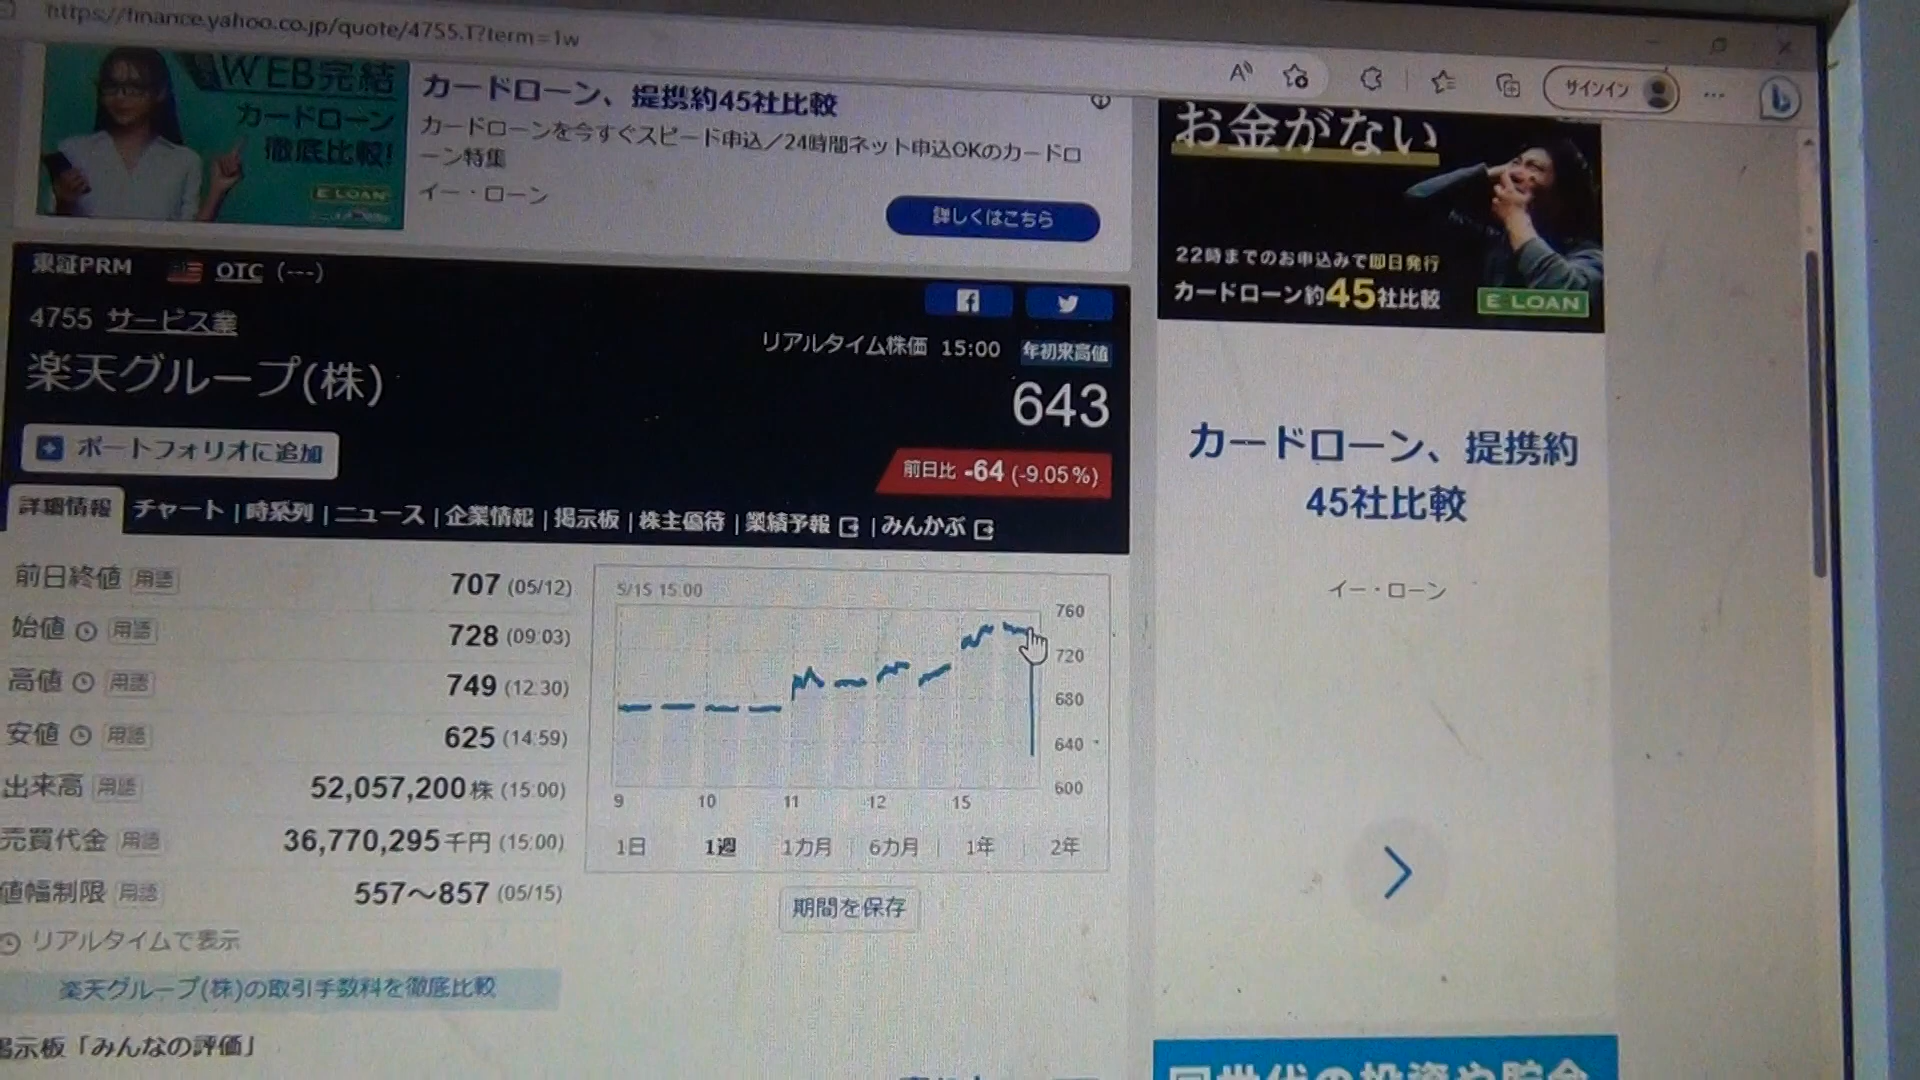 https://finance.yahoo.co.jp/quote/4755.T?term=1w
サインイン
WEB完結
カードローン
徹底比較!
E LOAN
カードローン、提携約45社比較
カードローンを今すぐスピード申込／24時間ネット申込OKのカードロ
ーン特集
イー・ローン
詳しくはこちら
お金がない
22時までのお申込みで即日発行
カードローン約45社比較
E LOAN
東証PRM OTC (---)
4755 サービス業
楽天グループ(株)
リアルタイム株価 15:00 年初来高値
643
前日比 -64 (-9.05%)
ポートフォリオに追加
詳細情報 チャート | 時系列 | ニュース | 企業情報 | 掲示板 | 株主優待 | 業績予報 | みんかぶ
前日終値 用語 707 (05/12)
始値 用語 728 (09:03)
高値 用語 749 (12:30)
安値 用語 625 (14:59)
出来高 用語 52,057,200株 (15:00)
売買代金 用語 36,770,295千円 (15:00)
値幅制限 用語 557～857 (05/15)
リアルタイムで表示
楽天グループ(株)の取引手数料を徹底比較
掲示板「みんなの評価」
5/15 15:00
760
720
680
640
600
9 10 11 12 15
1日 1週 1カ月 6カ月 1年 2年
期間を保存
カードローン、提携約
45社比較
イー・ローン